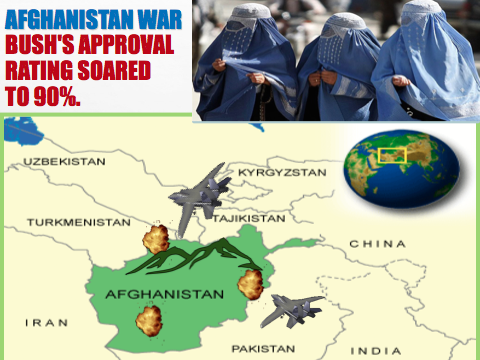 AFGHANISTAN WAR
BUSH'S APPROVAL
RATING SOARED
TO 90%.
UZBEKISTAN
KYRGYZSTAN
TURKMENISTAN
TAJIKISTAN
CHINA
AFGHANISTAN
IRAN
PAKISTAN
INDIA